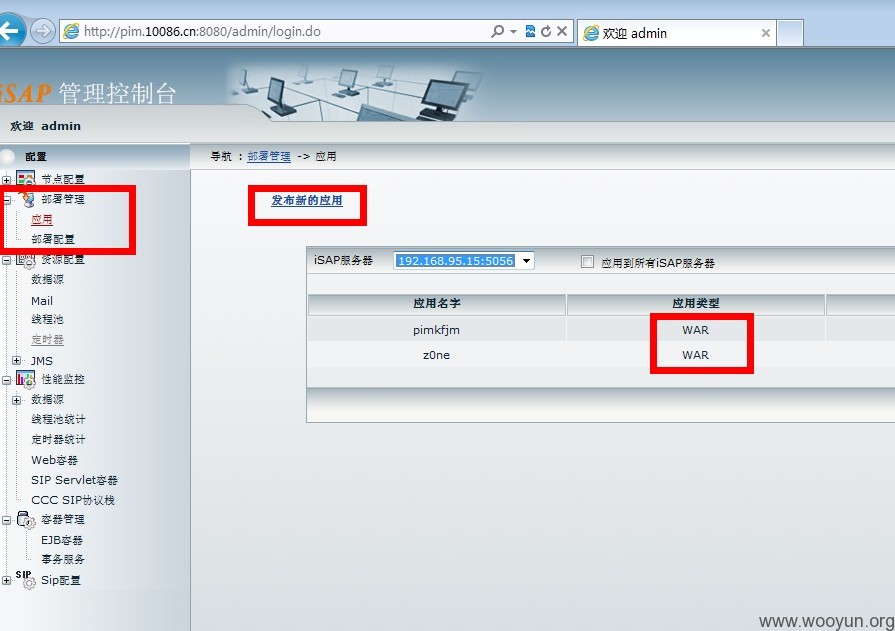 http://pim.10086.cn:8080/admin/login.do
欢迎 admin
iSAP 管理控制台
欢迎 admin
配置
导航 : 部署管理 -> 应用
节点配置
部署管理
应用
部署配置
资源配置
数据源
Mail
线程池
定时器
JMS
性能监控
数据源
线程池统计
定时器统计
Web容器
SIP Servlet容器
CCC SIP协议栈
容器管理
EJB容器
事务服务
SIP
Sip配置
发布新的应用
iSAP服务器 192.168.95.15:5056 应用到所有iSAP服务器
应用名字 应用类型
pimkfjm WAR
z0ne WAR
www.wooyun.org